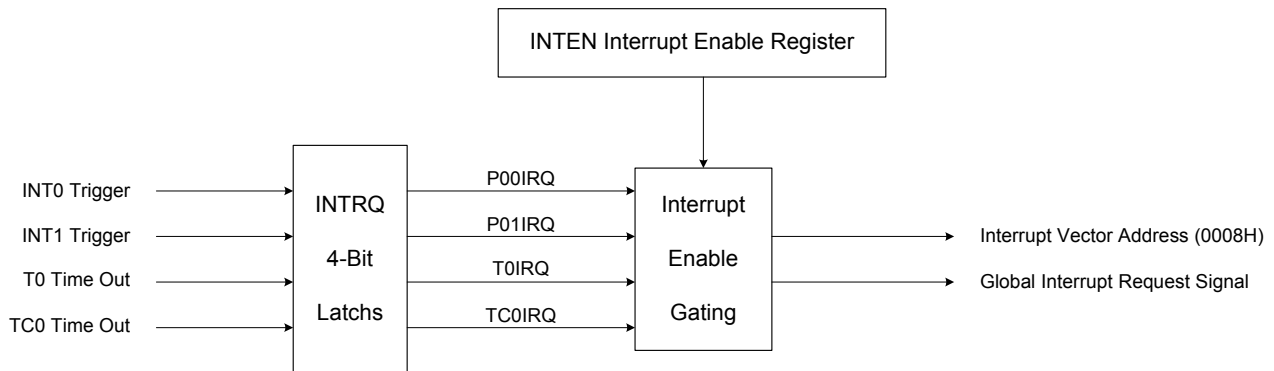 INTEN Interrupt Enable Register
INT0 Trigger
INT1 Trigger
T0 Time Out
TC0 Time Out
INTRQ
4-Bit
Latchs
P00IRQ
P01IRQ
T0IRQ
TC0IRQ
Interrupt
Enable
Gating
Interrupt Vector Address (0008H)
Global Interrupt Request Signal